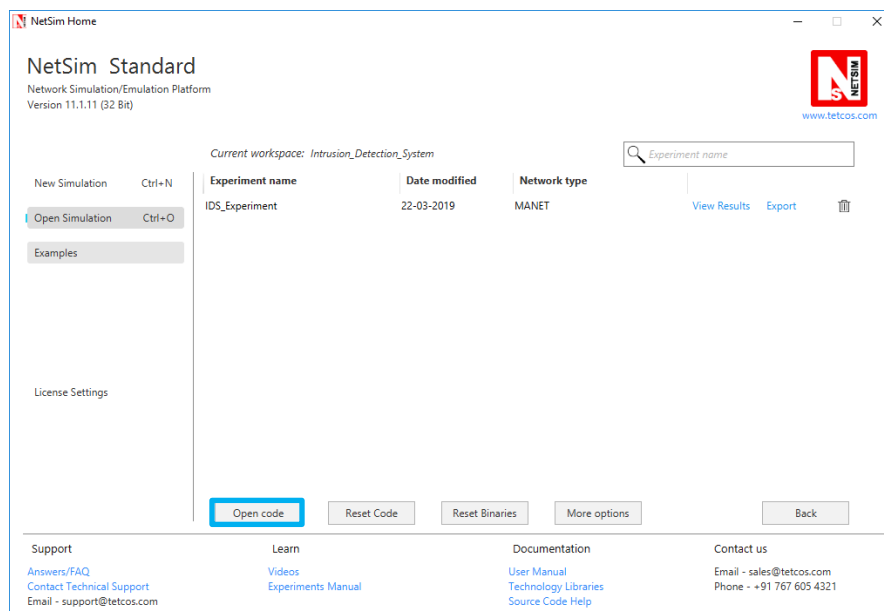 NetSim Home
NetSim Standard
Network Simulation/Emulation Platform
Version 11.1.11 (32 Bit)
N
S
NETSIM
www.tetcos.com
Current workspace: Intrusion_Detection_System
Experiment name
New Simulation Ctrl+N
Experiment name Date modified Network type
Open Simulation Ctrl+O
IDS_Experiment 22-03-2019 MANET View Results Export
Examples
License Settings
Open code Reset Code Reset Binaries More options Back
Support Learn Documentation Contact us
Answers/FAQ Videos User Manual Email - sales@tetcos.com
Contact Technical Support Experiments Manual Technology Libraries Phone - +91 767 605 4321
Email - support@tetcos.com Source Code Help